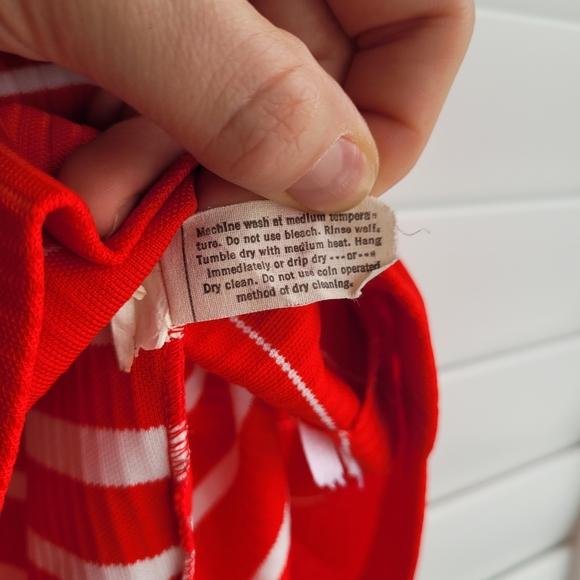 Machine wash at medium tempera-
ture. Do not use bleach. Rinse well.
Tumble dry with medium heat. Hang
immediately or drip dry ---or---
Dry clean. Do not use coin operated
method of dry cleaning.